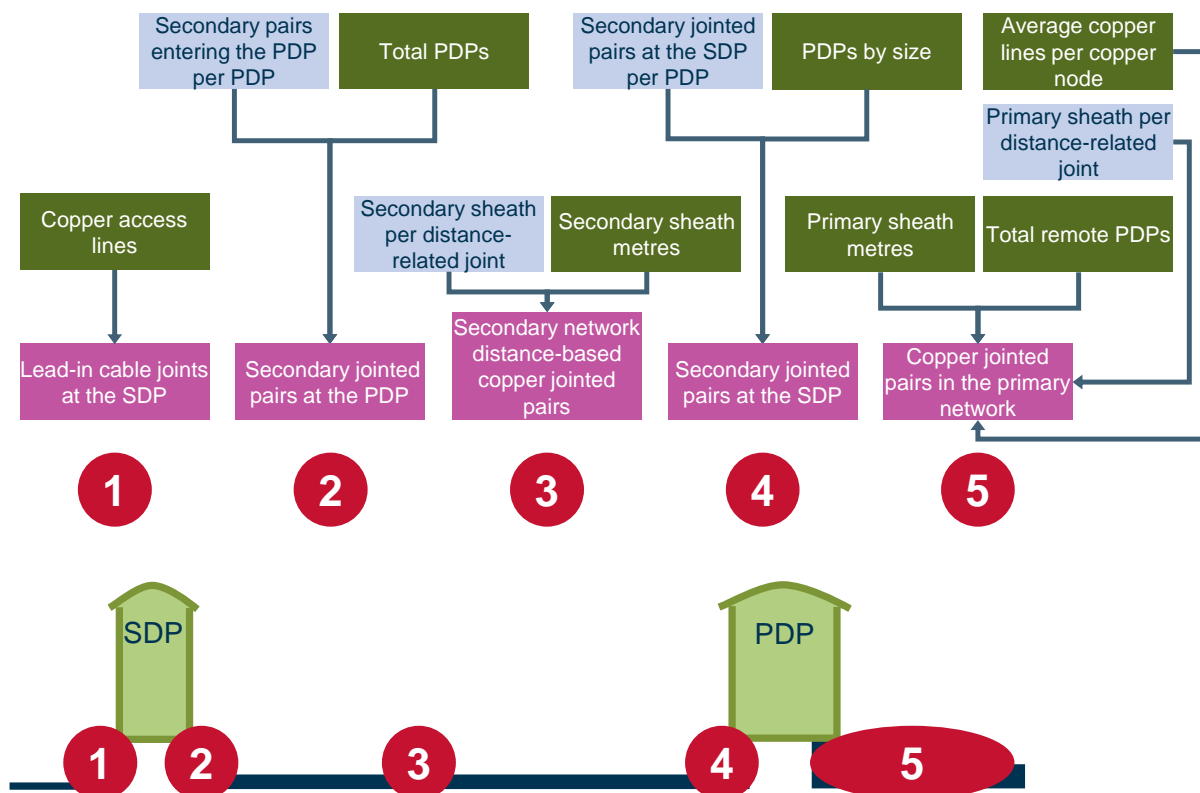 Secondary pairs
entering the PDP
per PDP
Total PDPs
Secondary jointed
pairs at the SDP
per PDP
PDPs by size
Average copper
lines per copper
node
Primary sheath per
distance-related
joint
Copper access
lines
Secondary sheath
per distance-
related joint
Secondary sheath
metres
Primary sheath
metres
Total remote PDPs
Lead-in cable joints
at the SDP
Secondary jointed
pairs at the PDP
Secondary network
distance-based
copper jointed
pairs
Secondary jointed
pairs at the SDP
Copper jointed
pairs in the primary
network
1
2
3
4
5
SDP
PDP
1
2
3
4
5